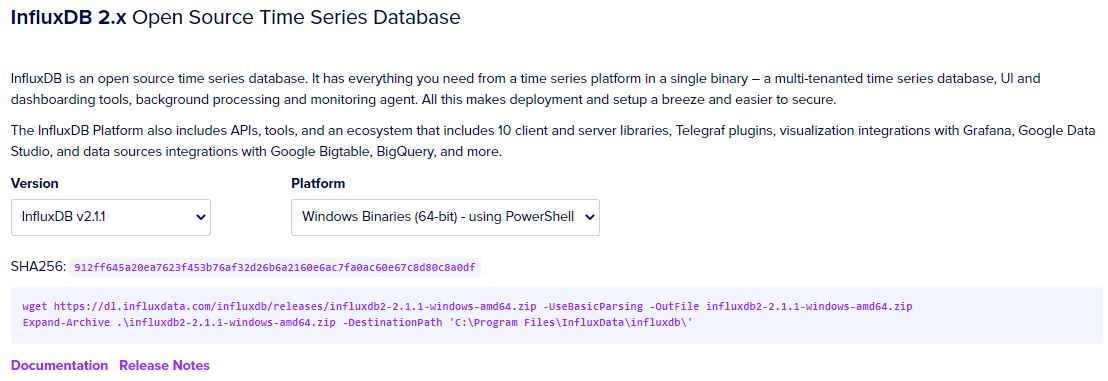 InfluxDB 2.x Open Source Time Series Database
InfluxDB is an open source time series database. It has everything you need from a time series platform in a single binary – a multi-tenanted time series database, UI and
dashboarding tools, background processing and monitoring agent. All this makes deployment and setup a breeze and easier to secure.
The InfluxDB Platform also includes APIs, tools, and an ecosystem that includes 10 client and server libraries, Telegraf plugins, visualization integrations with Grafana, Google Data
Studio, and data sources integrations with Google Bigtable, BigQuery, and more.
Version Platform
InfluxDB v2.1.1 Windows Binaries (64-bit) - using PowerShell
SHA256: 912ff645a20ea7623f453b76af32d26b6a2160e6ac7fa0ac60e67c8d80c8a0df
wget https://dl.influxdata.com/influxdb/releases/influxdb2-2.1.1-windows-amd64.zip -UseBasicParsing -OutFile influxdb2-2.1.1-windows-amd64.zip
Expand-Archive .\influxdb2-2.1.1-windows-amd64.zip -DestinationPath 'C:\Program Files\InfluxData\influxdb\'
Documentation Release Notes